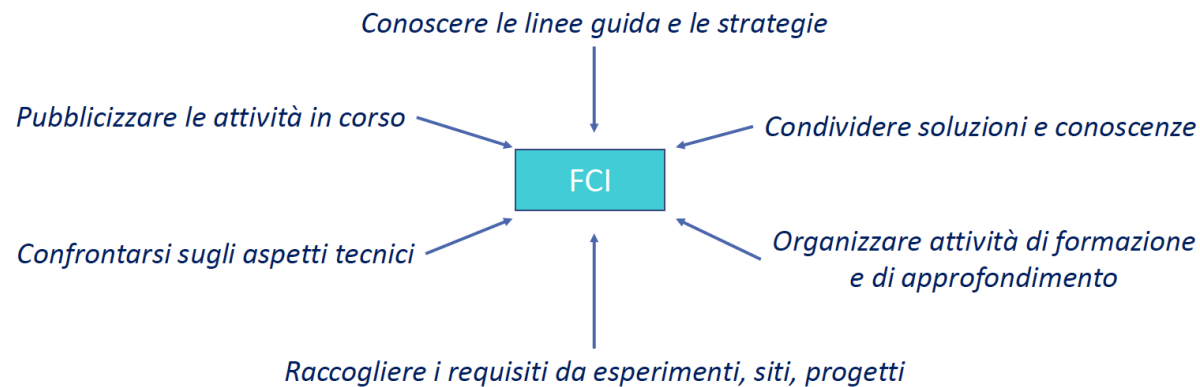 Conoscere le linee guida e le strategie
Pubblicizzare le attività in corso
Condividere soluzioni e conoscenze
FCI
Confrontarsi sugli aspetti tecnici
Organizzare attività di formazione
e di approfondimento
Raccogliere i requisiti da esperimenti, siti, progetti